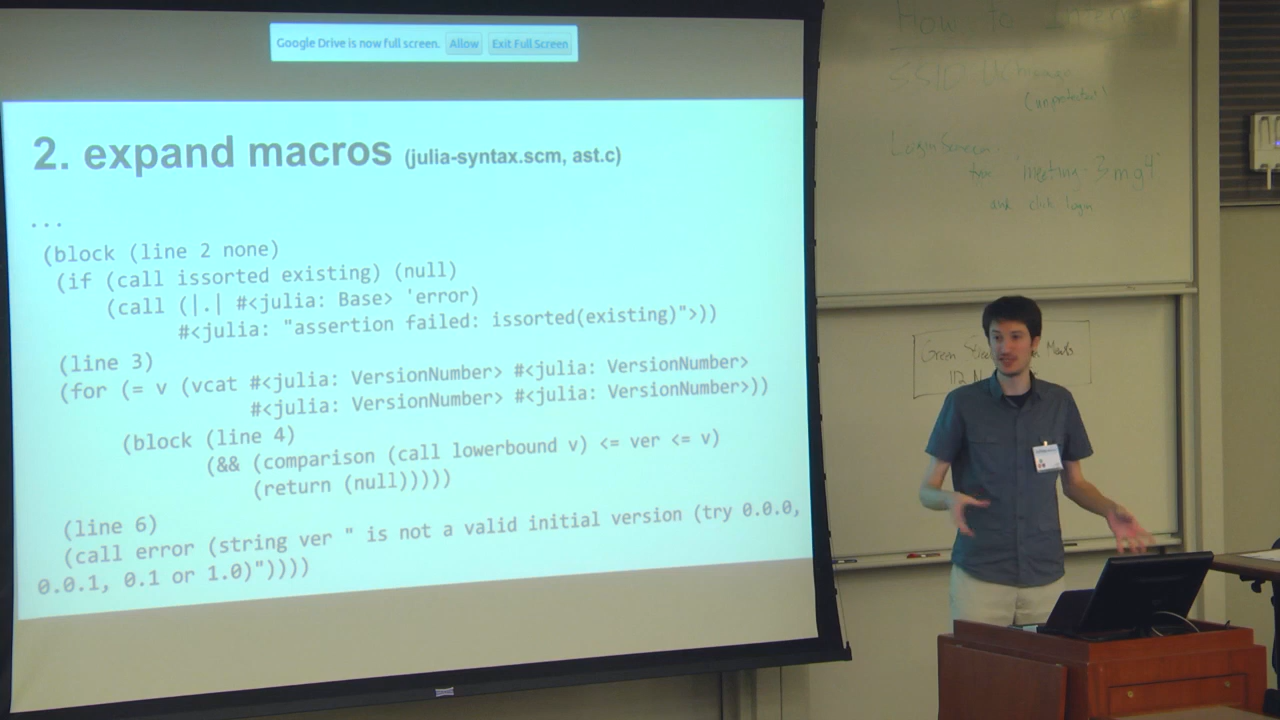 Google Drive is now full screen. Allow Exit Full Screen
2. expand macros (julia-syntax.scm, ast.c)
...
(block (line 2 none)
(if (call issorted existing) (null)
(call (|.| #<julia: Base> 'error)
#<julia: "assertion failed: issorted(existing)">))
(line 3)
(for (= v (vcat #<julia: VersionNumber> #<julia: VersionNumber>
#<julia: VersionNumber> #<julia: VersionNumber>))
(block (line 4)
(&& (comparison (call lowerbound v) <= ver <= v)
(return (null)))))
(line 6)
(call error (string ver " is not a valid initial version (try 0.0.0,
0.0.1, 0.1 or 1.0)"))))
How to
Login Screen
"meeting-3mg4"
and click login
Green